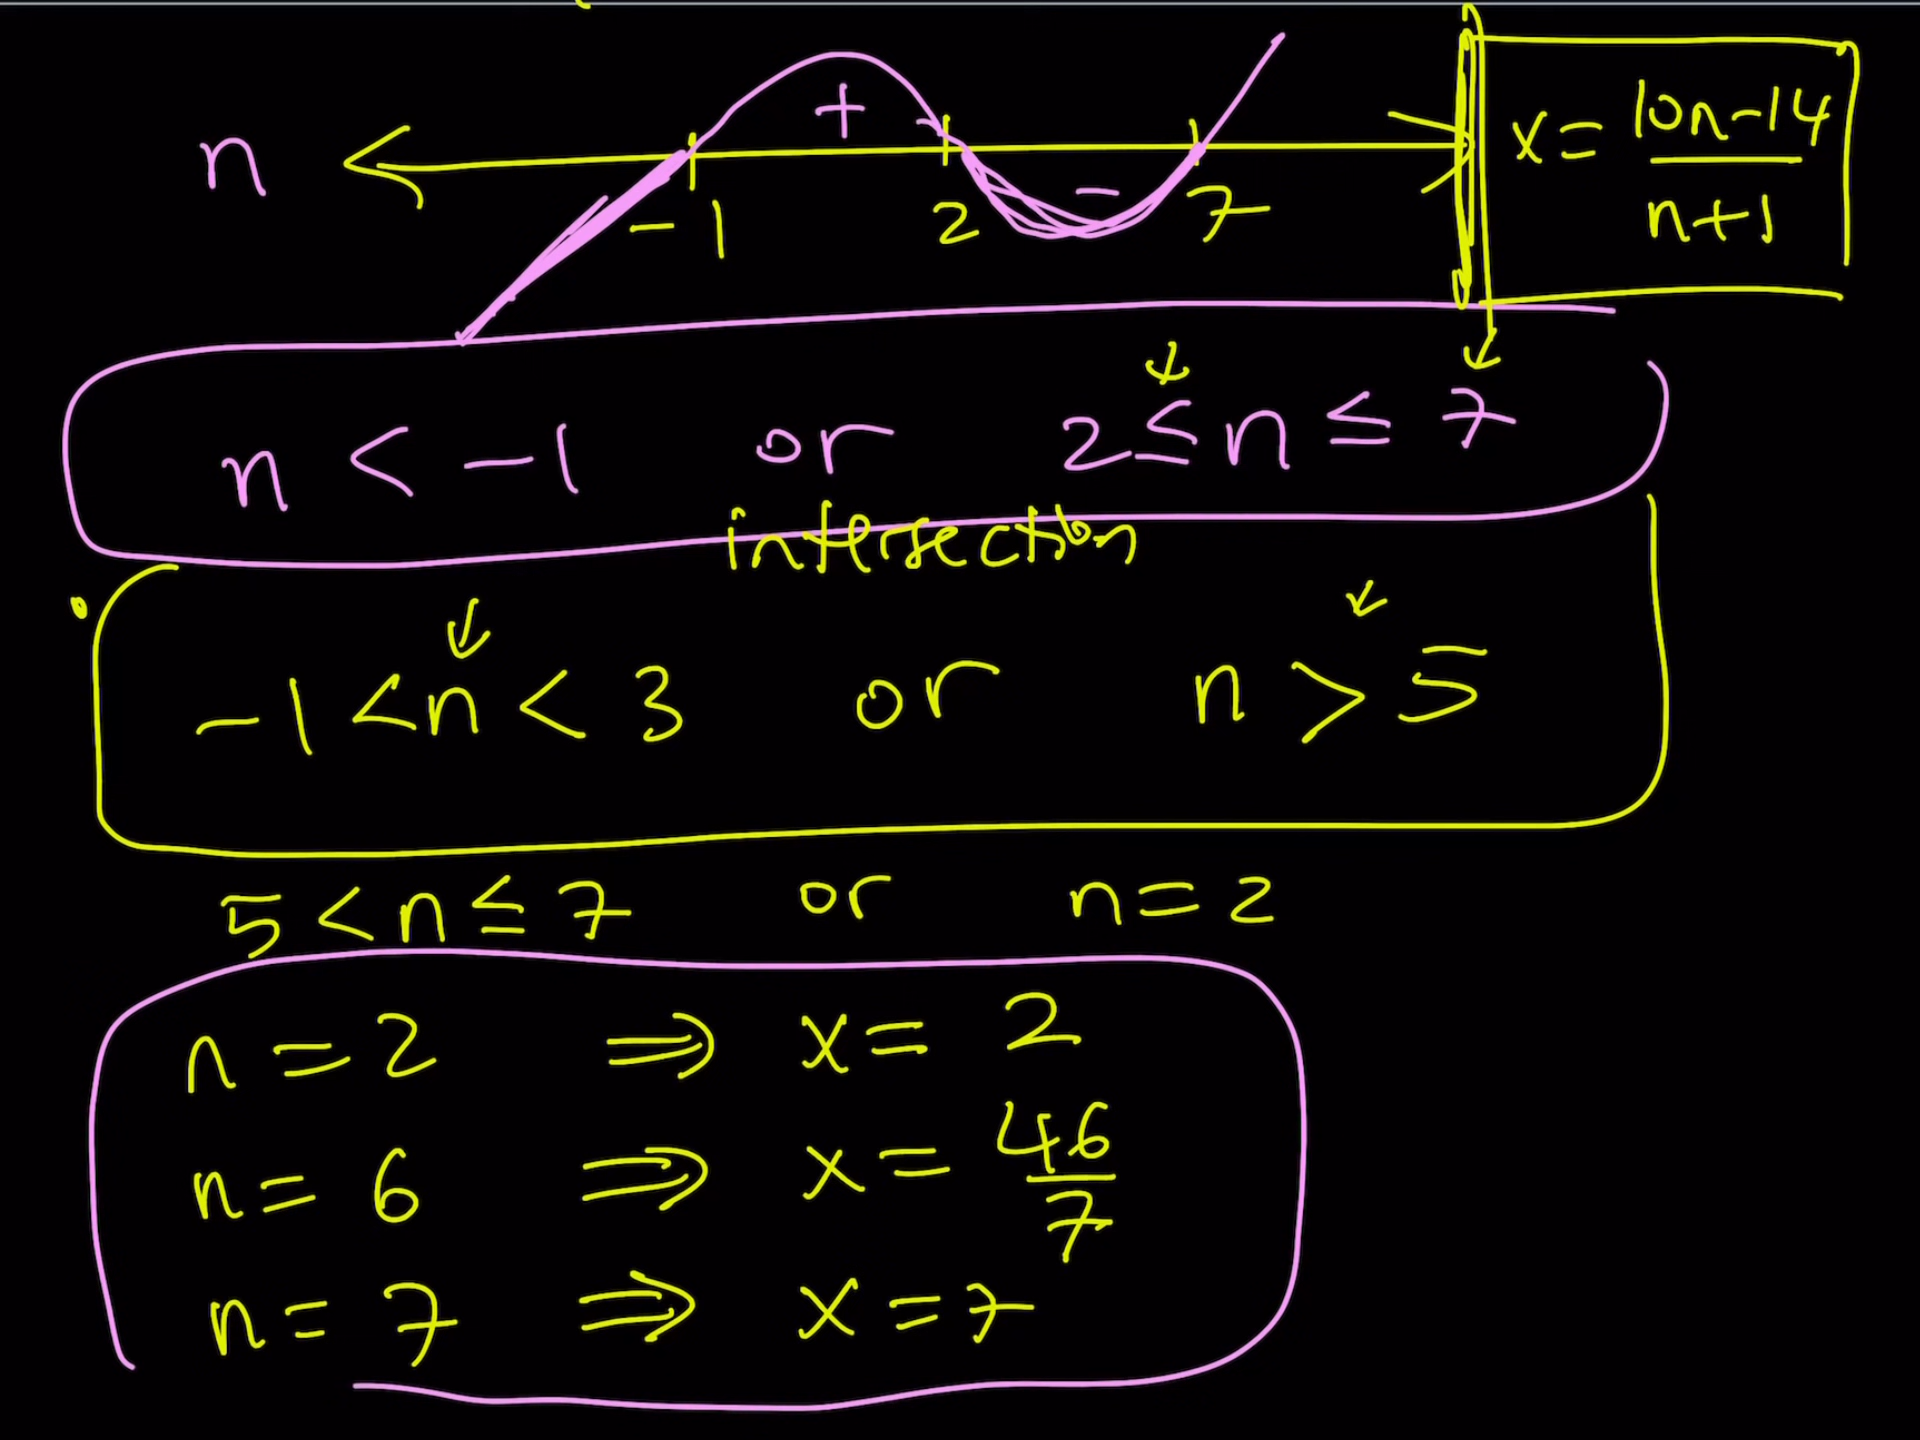 n
+
-
-1 2 7
x = 10n-14 / n+1
n < -1 or 2 ≤ n ≤ 7
intersection
-1 < n < 3 or n > 5
5 < n ≤ 7 or n = 2
n = 2 ⇒ x = 2
n = 6 ⇒ x = 46/7
n = 7 ⇒ x = 7